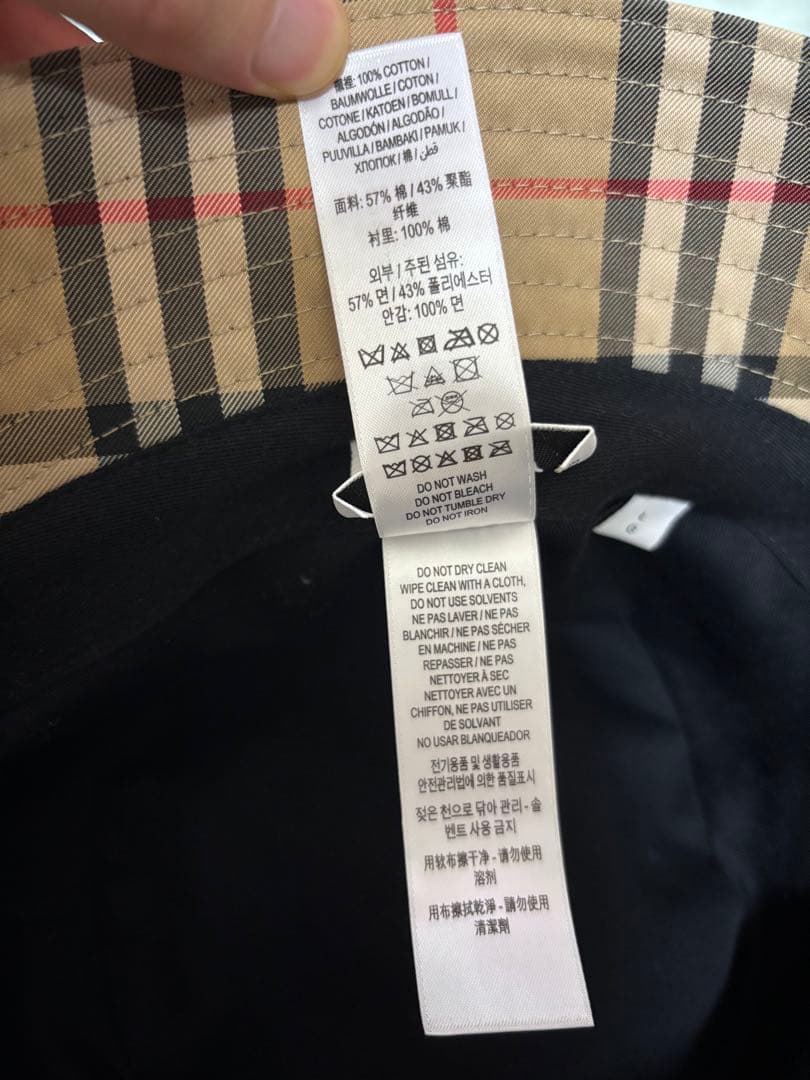 裡: 100% COTTON /
BAUMWOLLE / COTON /
COTONE / KATOEN / BOMULL /
ALGODÓN / ALGODÃO /
PUUVILLA / BAMBAKI / PAMUK /
ХЛОПОК / 棉 / قطن
面料: 57% 棉 / 43% 聚酯
纤维
衬里: 100% 棉
외부 / 주된 섬유:
57% 면 / 43% 폴리에스터
안감: 100% 면
DO NOT WASH
DO NOT BLEACH
DO NOT TUMBLE DRY
DO NOT IRON
DO NOT DRY CLEAN
WIPE CLEAN WITH A CLOTH,
DO NOT USE SOLVENTS
NE PAS LAVER / NE PAS
BLANCHIR / NE PAS SÉCHER
EN MACHINE / NE PAS
REPASSER / NE PAS
NETTOYER À SEC
NETTOYER AVEC UN
CHIFFON, NE PAS UTILISER
DE SOLVANT
NO USAR BLANQUEADOR
전기용품 및 생활용품
안전관리법에 의한 품질표시
젖은 천으로 닦아 관리 - 솔
벤트 사용 금지
用软布擦干净 - 请勿使用
溶剂
用布擦拭乾淨 - 請勿使用
清潔劑